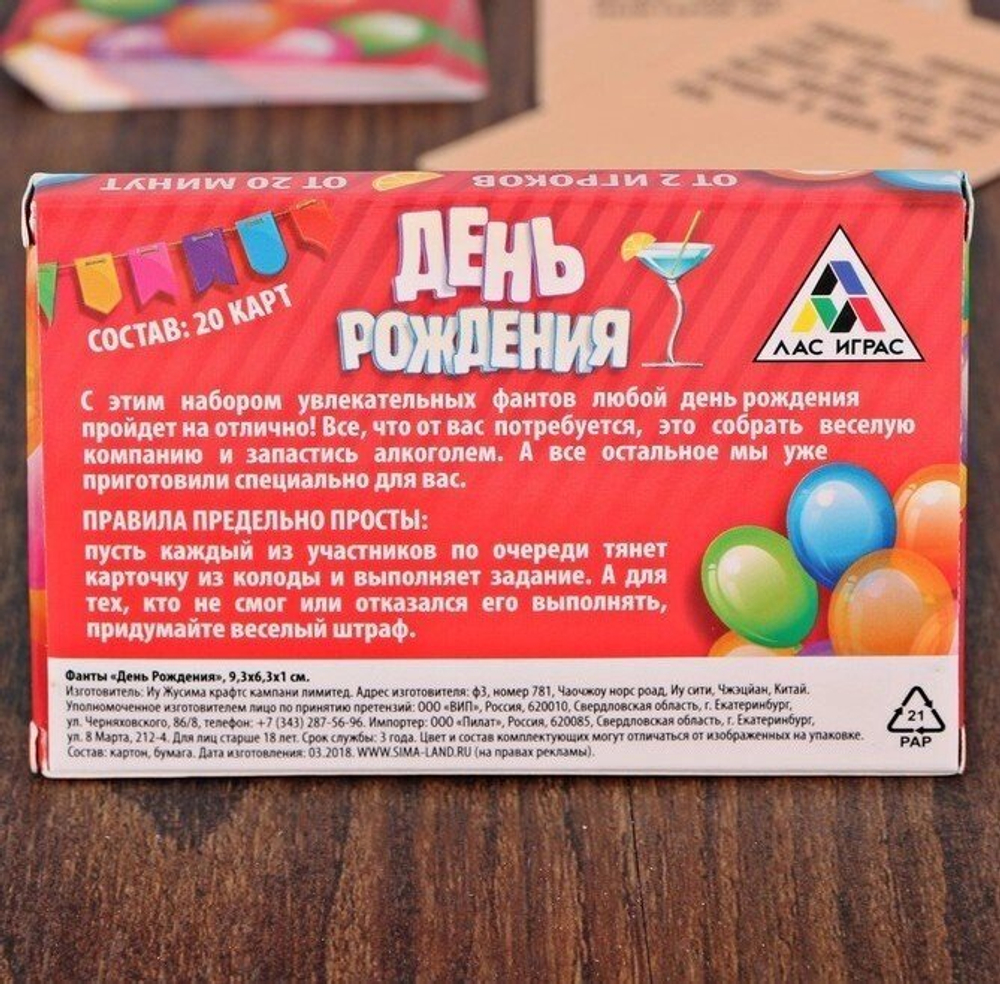 ОТ 2 ИГРОКОВ
ОТ 20 МИНУТ
ДЕНЬ
РОЖДЕНИЯ
СОСТАВ: 20 КАРТ
ЛАС ИГРАС
С этим набором увлекательных фантов любой день рождения
пройдет на отлично! Все, что от вас потребуется, это собрать веселую
компанию и запастись алкоголем. А все остальное мы уже
приготовили специально для вас.
ПРАВИЛА ПРЕДЕЛЬНО ПРОСТЫ:
пусть каждый из участников по очереди тянет
карточку из колоды и выполняет задание. А для
тех, кто не смог или отказался его выполнять,
придумайте веселый штраф.
Фанты «День Рождения», 9,3х6,3х1 см.
Изготовитель: Иу Жусима крафтс кампани лимитед. Адрес изготовителя: ф3, номер 781, Чаочжоу норс роад, Иу сити, Чжэцйан, Китай.
Уполномоченное изготовителем лицо по принятию претензий: ООО «ВИП», Россия, 620010, Свердловская область, г. Екатеринбург,
ул. Черняховского, 86/8, телефон: +7 (343) 287-56-96. Импортер: ООО «Пилат», Россия, 620085, Свердловская область, г. Екатеринбург,
ул. 8 Марта, 212-4. Для лиц старше 18 лет. Срок службы: 3 года. Цвет и состав комплектующих могут отличаться от изображенных на упаковке.
Состав: картон, бумага. Дата изготовления: 03.2018. WWW.SIMA-LAND.RU (на правах рекламы).
21
PAP